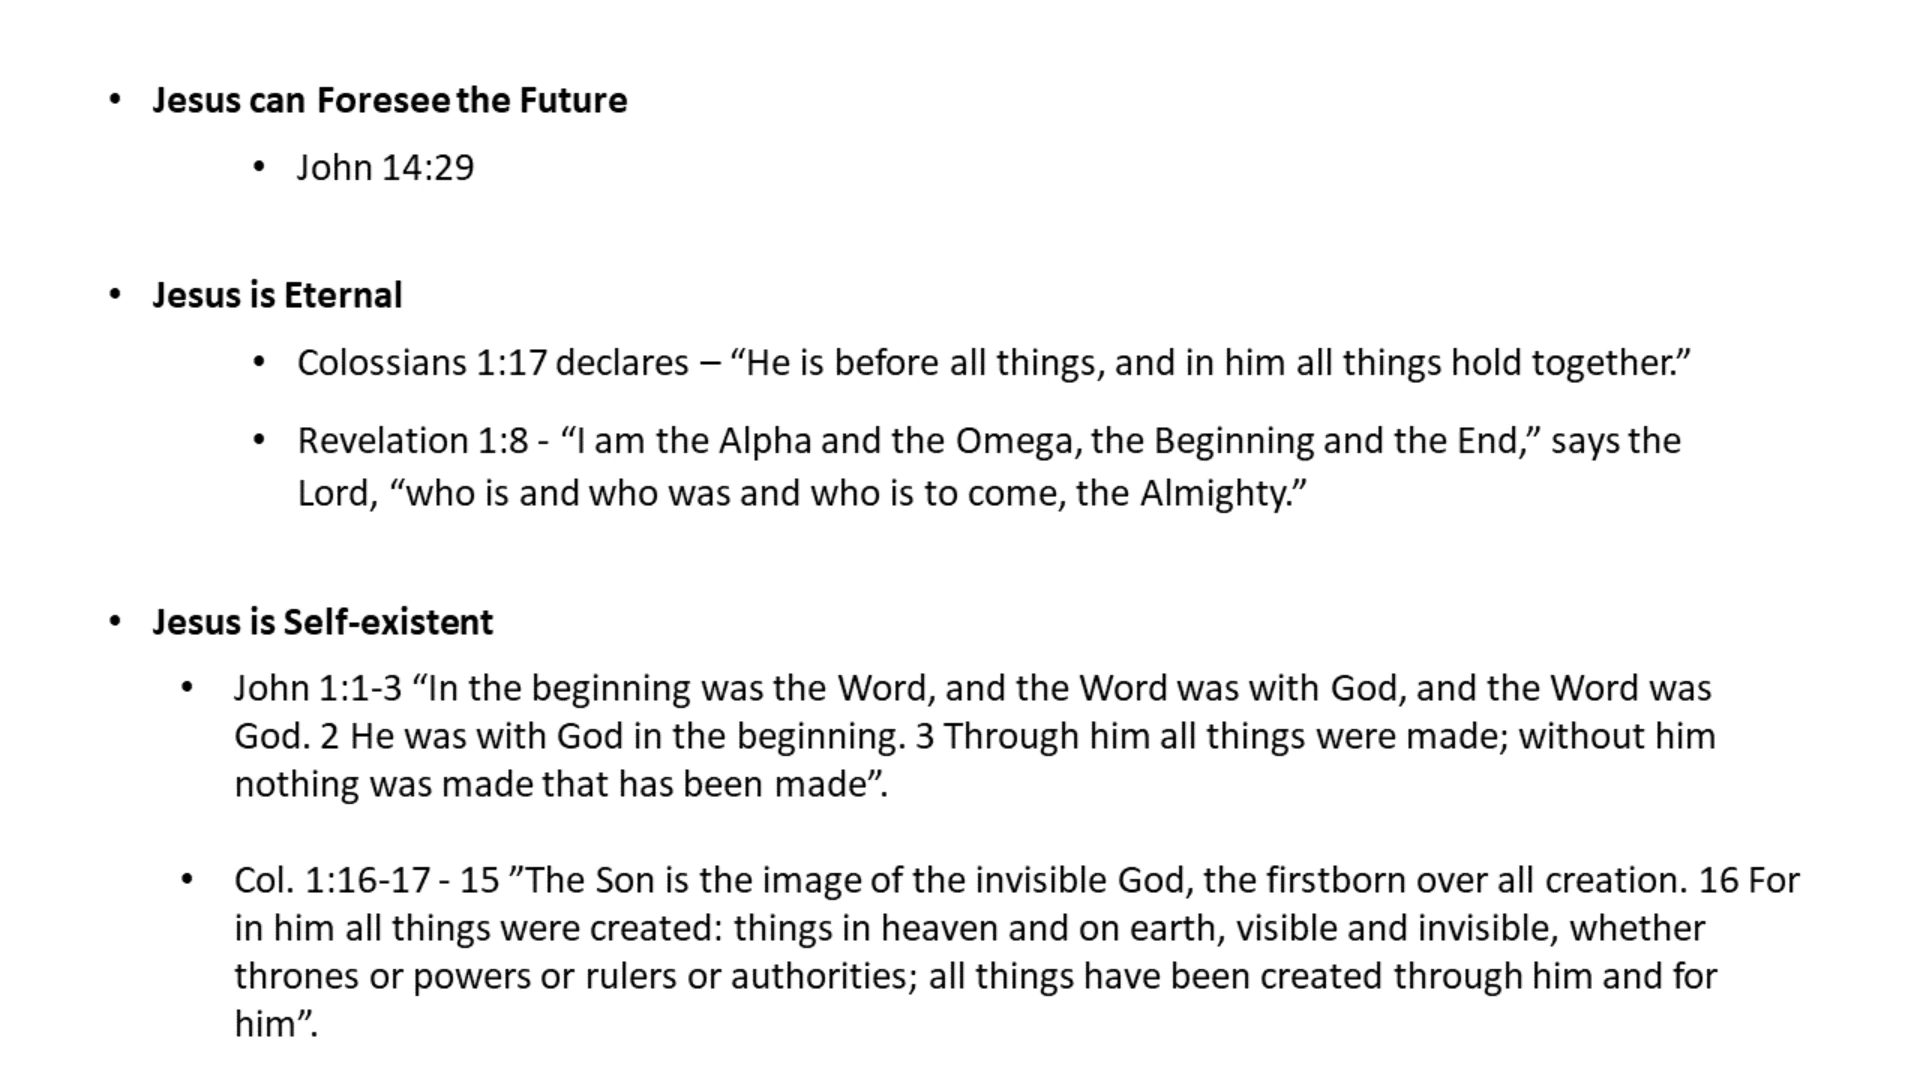 • Jesus can Foresee the Future
• John 14:29
• Jesus is Eternal
• Colossians 1:17 declares – “He is before all things, and in him all things hold together.”
• Revelation 1:8 - “I am the Alpha and the Omega, the Beginning and the End,” says the
Lord, “who is and who was and who is to come, the Almighty.”
• Jesus is Self-existent
• John 1:1-3 “In the beginning was the Word, and the Word was with God, and the Word was
God. 2 He was with God in the beginning. 3 Through him all things were made; without him
nothing was made that has been made”.
• Col. 1:16-17 - 15 ”The Son is the image of the invisible God, the firstborn over all creation. 16 For
in him all things were created: things in heaven and on earth, visible and invisible, whether
thrones or powers or rulers or authorities; all things have been created through him and for
him”.